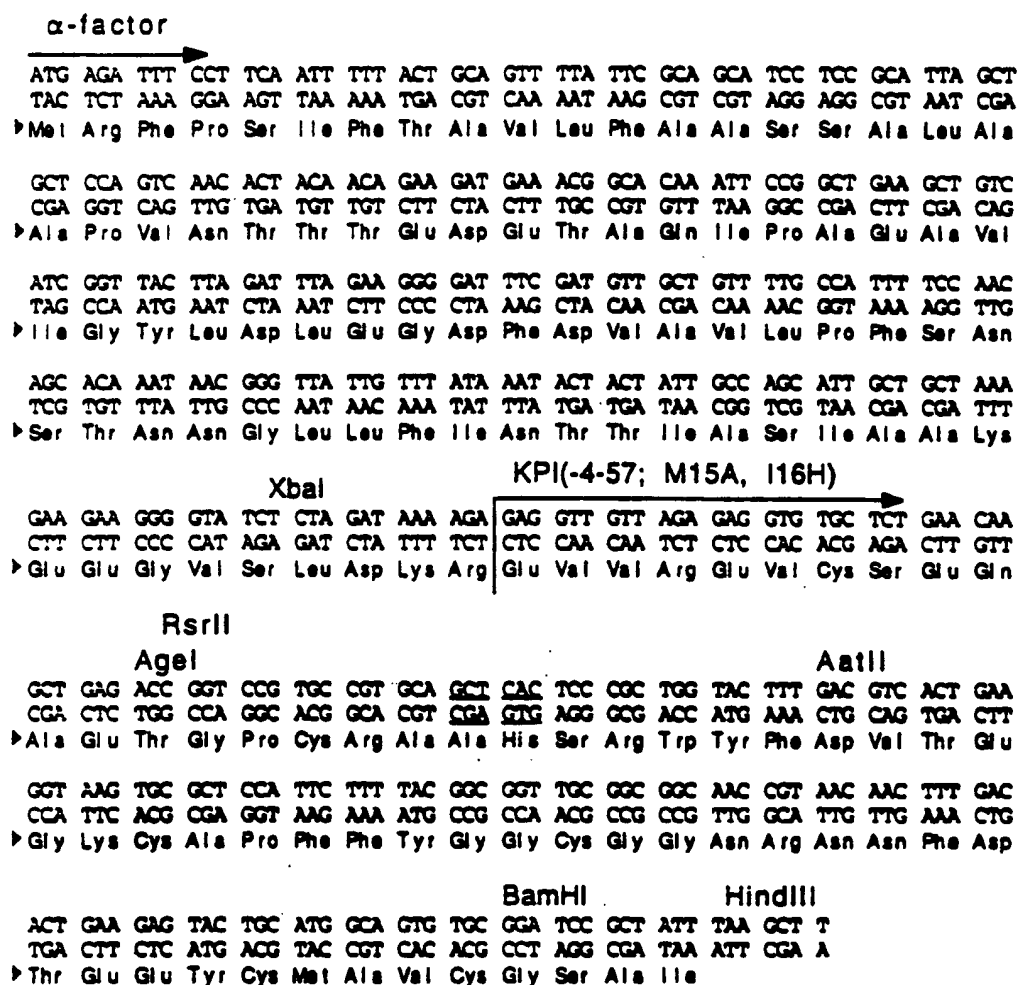 α-factor
ATG AGA TTT CCT TCA ATT TTT ACT GCA GTT TTA TTC GCA GCA TCC TCC GCA TTA GCT
TAC TCT AAA GGA AGT TAA AAA TGA CGT CAA AAT AAG CGT CGT AGG AGG CGT AAT CGA
Met Arg Phe Pro Ser Ile Phe Thr Ala Val Leu Phe Ala Ala Ser Ser Ala Leu Ala
GCT CCA GTC AAC ACT ACA ACA GAA GAT GAA ACG GCA CAA ATT CCG GCT GAA GCT GTC
CGA GGT CAG TTG TGA TGT TGT CTT CTA CTT TGC CGT GTT TAA GGC CGA CTT CGA CAG
Ala Pro Val Asn Thr Thr Thr Glu Asp Glu Thr Ala Gln Ile Pro Ala Glu Ala Val
ATC GGT TAC TTA GAT TTA GAA GGG GAT TTC GAT GTT GCT GTT TTG CCA TTT TCC AAC
TAG CCA ATG AAT CTA AAT CTT CCC CTA AAG CTA CAA CGA CAA AAC GGT AAA AGG TTG
Ile Gly Tyr Leu Asp Leu Glu Gly Asp Phe Asp Val Ala Val Leu Pro Phe Ser Asn
AGC ACA AAT AAC GGG TTA TTG TTT ATA AAT ACT ACT ATT GCC AGC ATT GCT GCT AAA
TCG TGT TTA TTG CCC AAT AAC AAA TAT TTA TGA TGA TAA CGG TCG TAA CGA CGA TTT
Ser Thr Asn Asn Gly Leu Leu Phe Ile Asn Thr Thr Ile Ala Ser Ile Ala Ala Lys
XbaI KPI(-4-57; M15A, I16H)
GAA GAA GGG GTA TCT CTA GAT AAA AGA GAG GTT GTT AGA GAG GTG TGC TCT GAA CAA
CTT CTT CCC CAT AGA GAT CTA TTT TCT CTC CAA CAA TCT CTC CAC ACG AGA CTT GTT
Glu Glu Gly Val Ser Leu Asp Lys Arg Glu Val Val Arg Glu Val Cys Ser Glu Gln
RsrII
AgeI AatII
GCT GAG ACC GGT CCG TGC CGT GCA GCT CAC TCC CGC TGG TAC TTT GAC GTC ACT GAA
CGA CTC TGG CCA GGC ACG GCA CGT CGA GTG AGG GCG ACC ATG AAA CTG CAG TGA CTT
Ala Glu Thr Gly Pro Cys Arg Ala Ala His Ser Arg Trp Tyr Phe Asp Val Thr Glu
GGT AAG TGC GCT CCA TTC TTT TAC GGC GGT TGC GGC GGC AAC CGT AAC AAC TTT GAC
CCA TTC ACG CGA GGT AAG AAA ATG CCG CCA ACG CCG CCG TTG GCA TTG TTG AAA CTG
Gly Lys Cys Ala Pro Phe Phe Tyr Gly Gly Cys Gly Gly Asn Arg Asn Asn Phe Asp
BamHI HindIII
ACT GAA GAG TAC TGC ATG GCA GTG TGC GGA TCC GCT ATT TAA GCT T
TGA CTT CTC ATG ACG TAC CGT CAC ACG CCT AGG CGA TAA ATT CGA A
Thr Glu Glu Tyr Cys Met Ala Val Cys Gly Ser Ala Ile